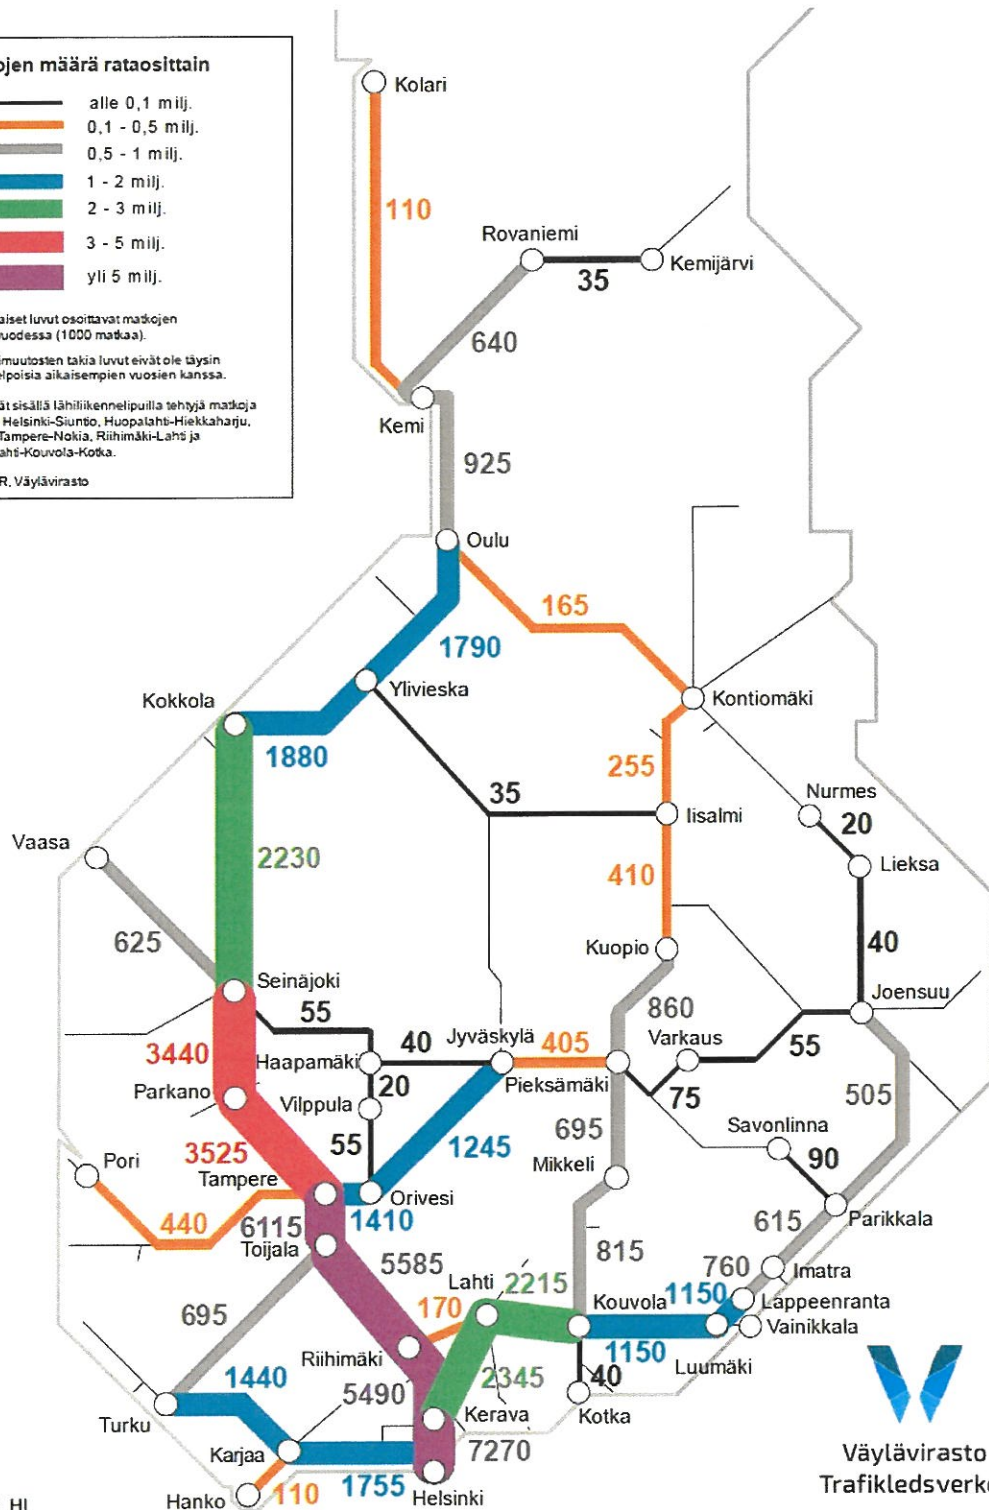 ojen määrä rataosittain
alle 0,1 milj.
0,1 - 0,5 milj.
0,5 - 1 milj.
1 - 2 milj.
2 - 3 milj.
3 - 5 milj.
yli 5 milj.
aiset luvut osoittavat matkojen
uodessa (1000 matkaa).
imuutosten takia luvut eivät ole täysin
elpoisia aikaisempien vuosien kanssa.
ät sisällä lähiliikennelipuilla tehtyjä matkoja
Helsinki-Siuntio, Huopalahti-Hiekkaharju,
Tampere-Nokia, Riihimäki-Lahti ja
ahti-Kouvola-Kotka.
R, Väylävirasto
Kolari
110
Rovaniemi
35
Kemijärvi
640
Kemi
925
Oulu
165
1790
Ylivieska
Kokkola
Kontiomäki
1880
255
35
Nurmes
Iisalmi
20
Vaasa
2230
Lieksa
410
625
40
Kuopio
Seinäjoki
Joensuu
55
860
3440
Haapamäki
40
Jyväskylä
405
Varkaus
55
Parkano
20
Pieksämäki
75
505
Vilppula
3525
55
1245
695
Savonlinna
90
Pori
Tampere
Mikkeli
Orivesi
440
6115
1410
615
Parikkala
Toijala
5585
815
760
Imatra
Lahti
2215
695
170
Kouvola
1150
Lappeenranta
Vainikkala
1150
Luumäki
Riihimäki
1440
5490
2345
40
Turku
Kerava
Kotka
Karjaa
7270
1755
Hanko
110
Helsinki
HL
Väylävirasto
Trafikledsverke